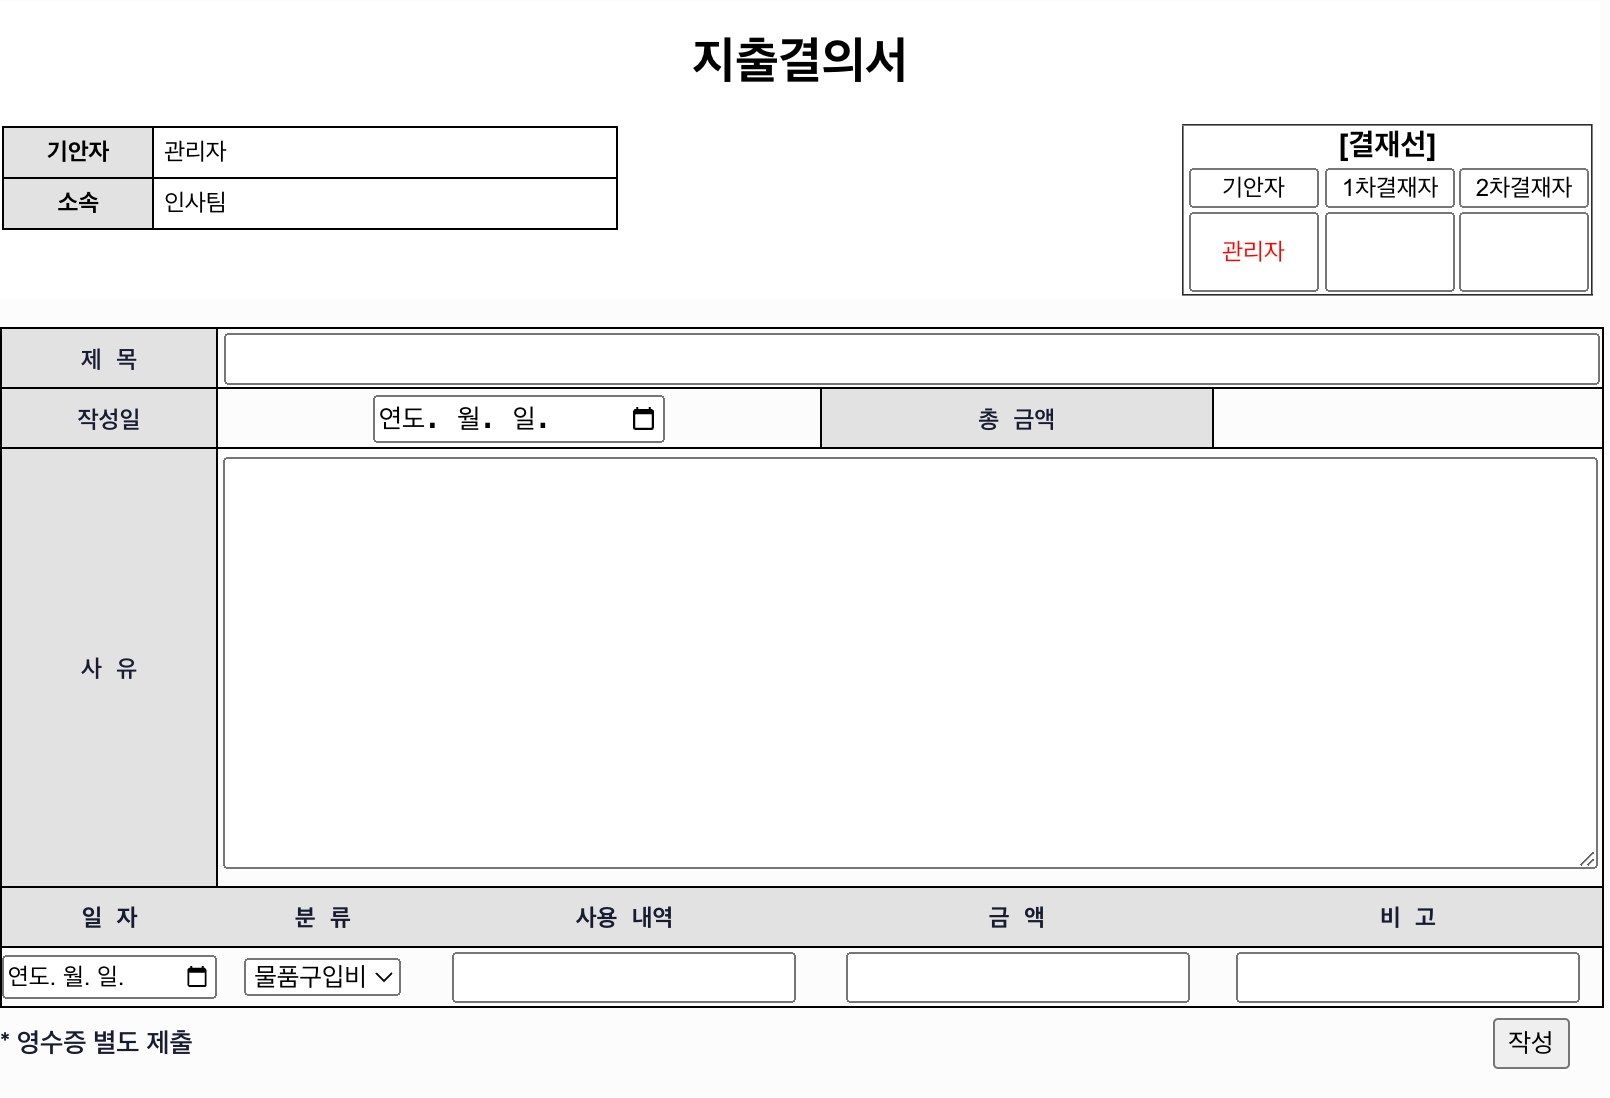 지출결의서
기안자 관리자
소속 인사팀
[결재선]
기안자 1차결재자 2차결재자
관리자
제 목
작성일 연도. 월. 일. 총 금액
사 유
일 자 분 류 사용 내역 금 액 비 고
연도. 월. 일. 물품구입비
* 영수증 별도 제출 작성